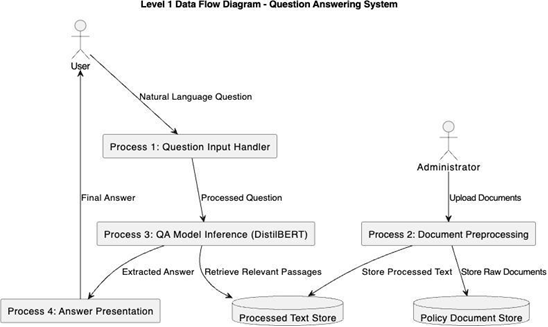 Level 1 Data Flow Diagram - Question Answering System
User
Natural Language Question
Process 1: Question Input Handler
Administrator
Final Answer
Processed Question
Upload Documents
Process 3: QA Model Inference (DistilBERT)
Process 2: Document Preprocessing
Extracted Answer
Retrieve Relevant Passages
Store Processed Text
Store Raw Documents
Process 4: Answer Presentation
Processed Text Store
Policy Document Store